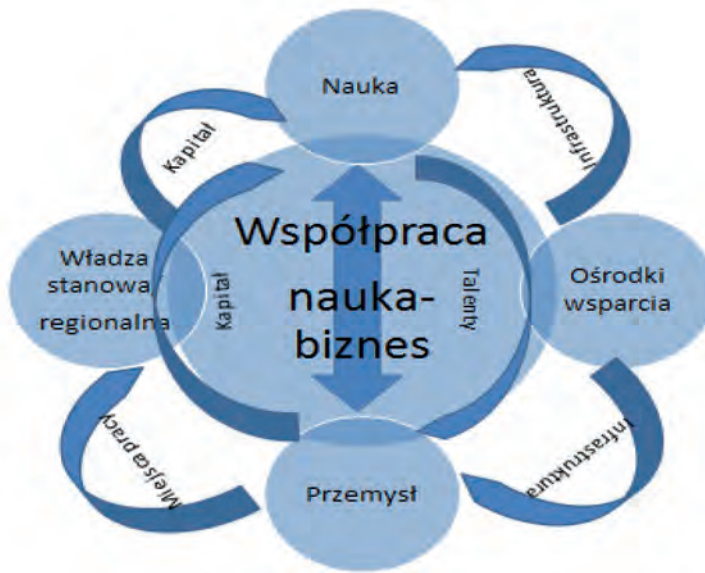 Nauka
Kapitał
Infrastruktura
Współpraca
nauka-
biznes
Władza
stanowa/
regionalna
Kapitał
Talenty
Ośrodki
wsparcia
Miejsca pracy
Infrastruktura
Przemysł